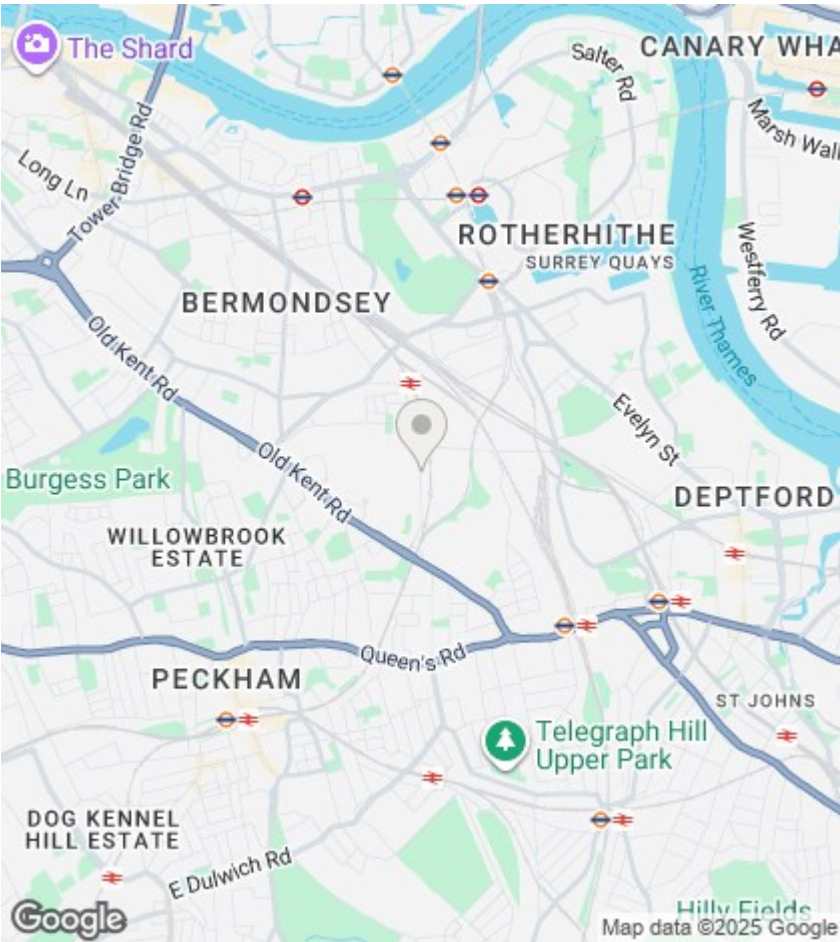 The Shard
CANARY WHA
Salter Rd
Marsh Wall
Long Ln
Tower Bridge Rd
ROTHERHITHE
SURREY QUAYS
Westferry Rd
River Thames
BERMONDSEY
Old Kent Rd
Evelyn St
Old Kent Rd
Burgess Park
DEPTFORD
WILLOWBROOK
ESTATE
Queen's Rd
PECKHAM
ST JOHNS
Telegraph Hill
Upper Park
DOG KENNEL
HILL ESTATE
E Dulwich Rd
Hilly Fields
Google
Map data ©2025 Google